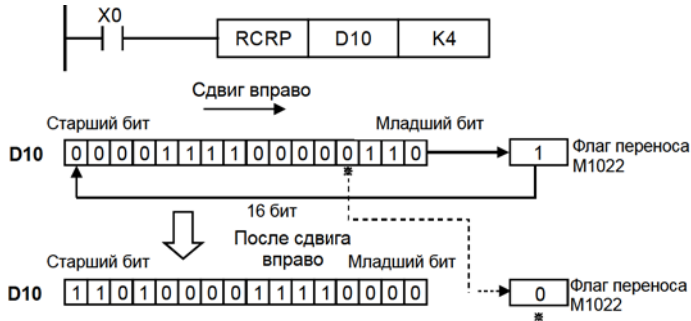 X0
RCRP D10 K4
Сдвиг вправо
Старший бит Младший бит
D10 0 0 0 0 1 1 1 1 0 0 0 0 0 1 1 0 1 Флаг переноса
M1022
※
16 бит
После сдвига
вправо
Старший бит Младший бит
D10 1 1 0 1 0 0 0 0 1 1 1 1 0 0 0 0 0 Флаг переноса
M1022
※